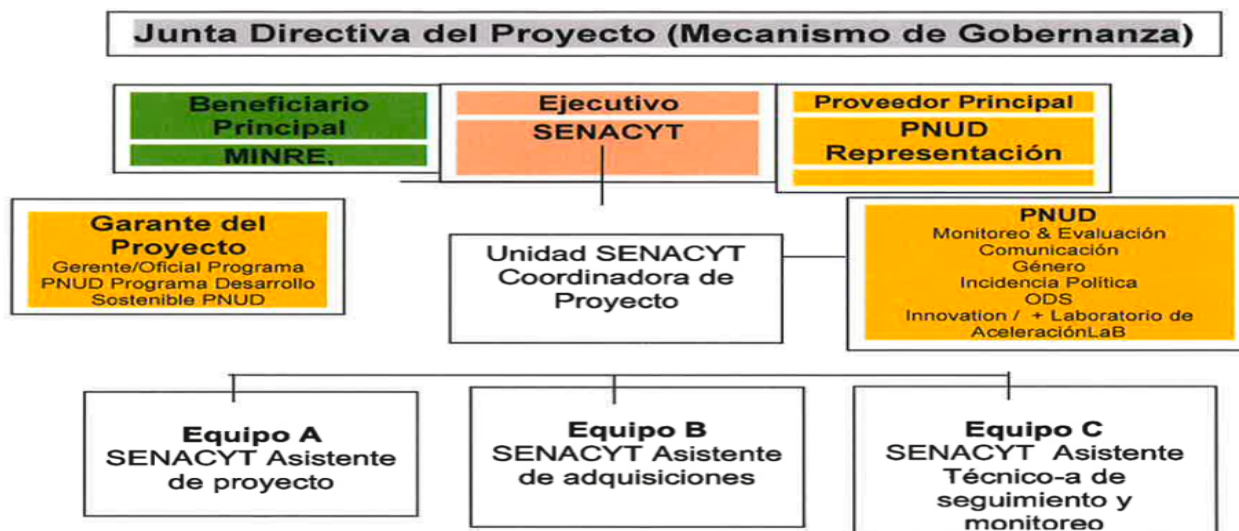 Junta Directiva del Proyecto (Mecanismo de Gobernanza)
Beneficiario
Principal
MINRE,
Ejecutivo
SENACYT
Proveedor Principal
PNUD
Representación
Garante del
Proyecto
Gerente/Oficial Programa
PNUD Programa Desarrollo
Sostenible PNUD
Unidad SENACYT
Coordinadora de
Proyecto
PNUD
Monitoreo & Evaluación
Comunicación
Género
Incidencia Política
ODS
Innovation / + Laboratorio de
AceleraciónLaB
Equipo A
SENACYT Asistente
de proyecto
Equipo B
SENACYT Asistente
de adquisiciones
Equipo C
SENACYT Asistente
Técnico-a de
seguimiento y
monitoreo